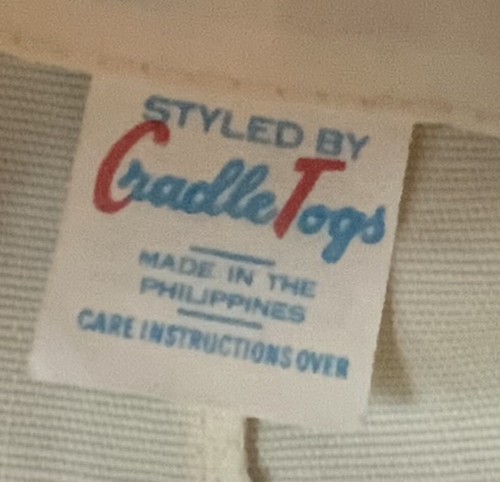 STYLED BY
CradleTogs
MADE IN THE
PHILIPPINES
CARE INSTRUCTIONS OVER